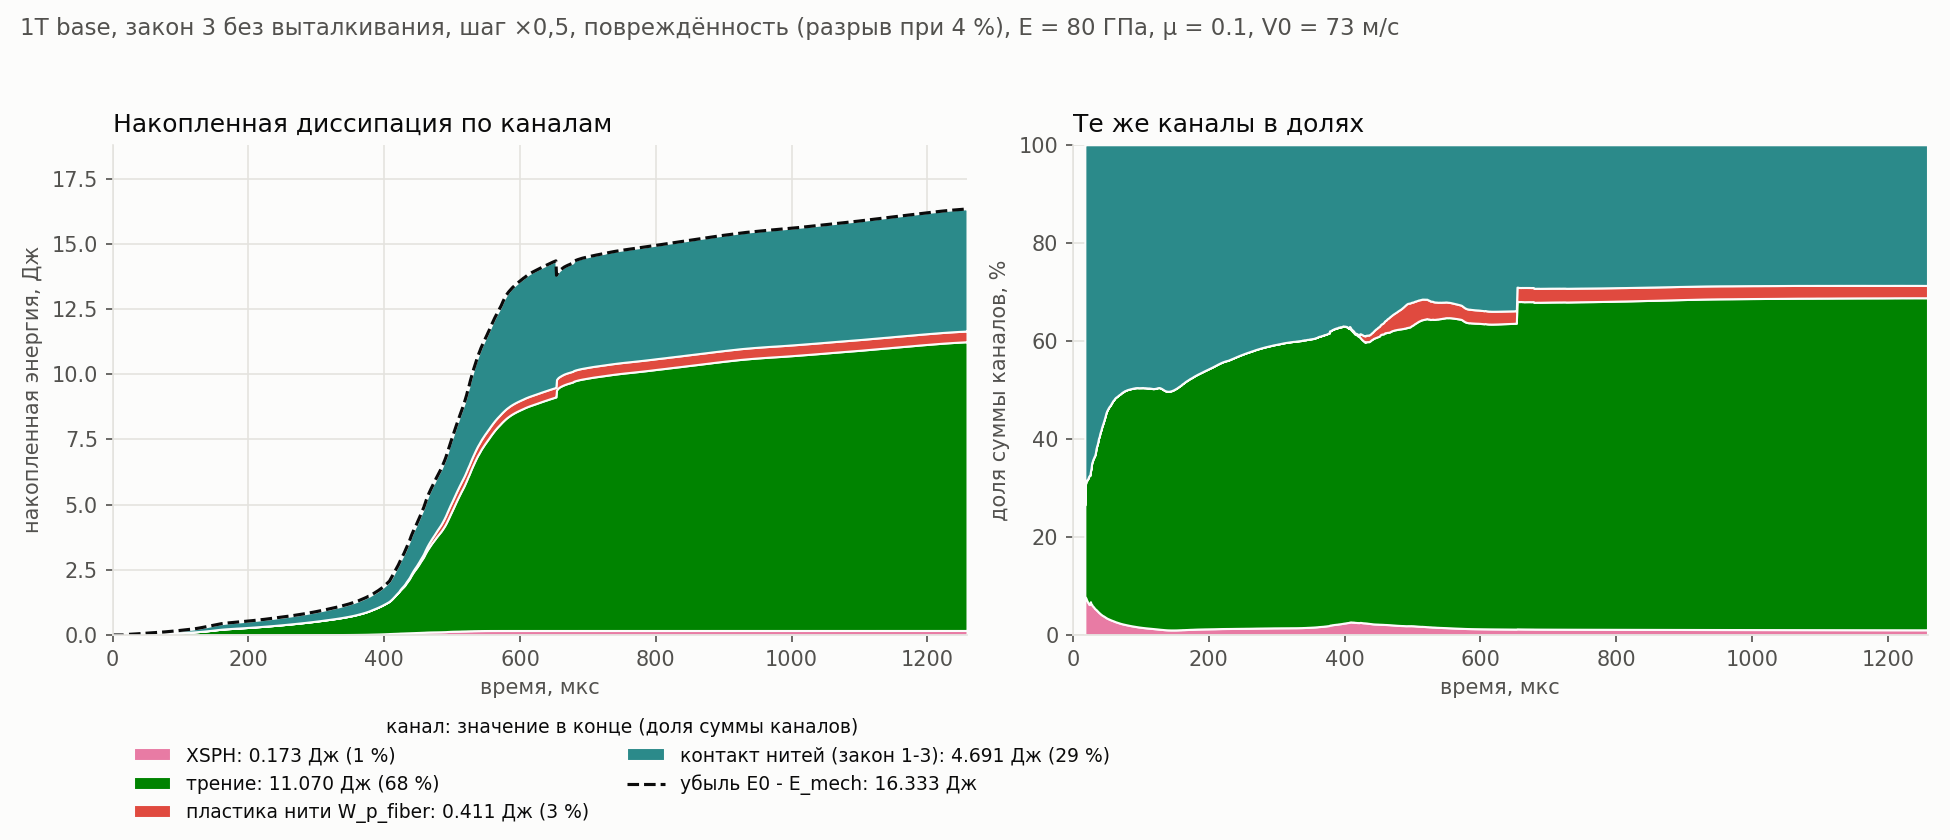 1T base, закон 3 без выталкивания, шаг ×0,5, повреждённость (разрыв при 4 %), E = 80 ГПа, μ = 0.1, V0 = 73 м/с
Накопленная диссипация по каналам
накопленная энергия, Дж
17.5
15.0
12.5
10.0
7.5
5.0
2.5
0.0
0 200 400 600 800 1000 1200
время, мкс
Те же каналы в долях
доля суммы каналов, %
100
80
60
40
20
0
0 200 400 600 800 1000 1200
время, мкс
канал: значение в конце (доля суммы каналов)
XSPH: 0.173 Дж (1 %)
трение: 11.070 Дж (68 %)
пластика нити W_p_fiber: 0.411 Дж (3 %)
контакт нитей (закон 1-3): 4.691 Дж (29 %)
убыль E0 - E_mech: 16.333 Дж